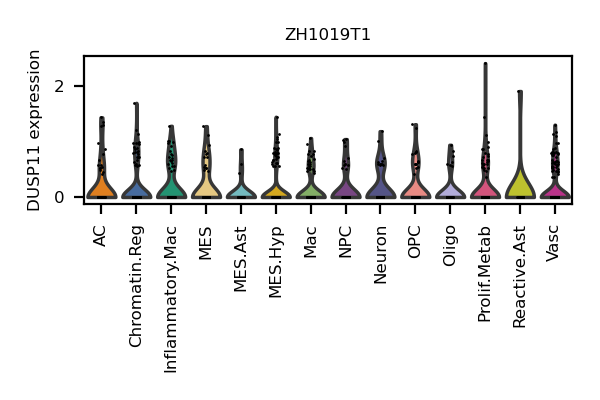 ZH1019T1
DUSP11 expression
2
0
AC
Chromatin.Reg
Inflammatory.Mac
MES
MES.Ast
MES.Hyp
Mac
NPC
Neuron
OPC
Oligo
Prolif.Metab
Reactive.Ast
Vasc